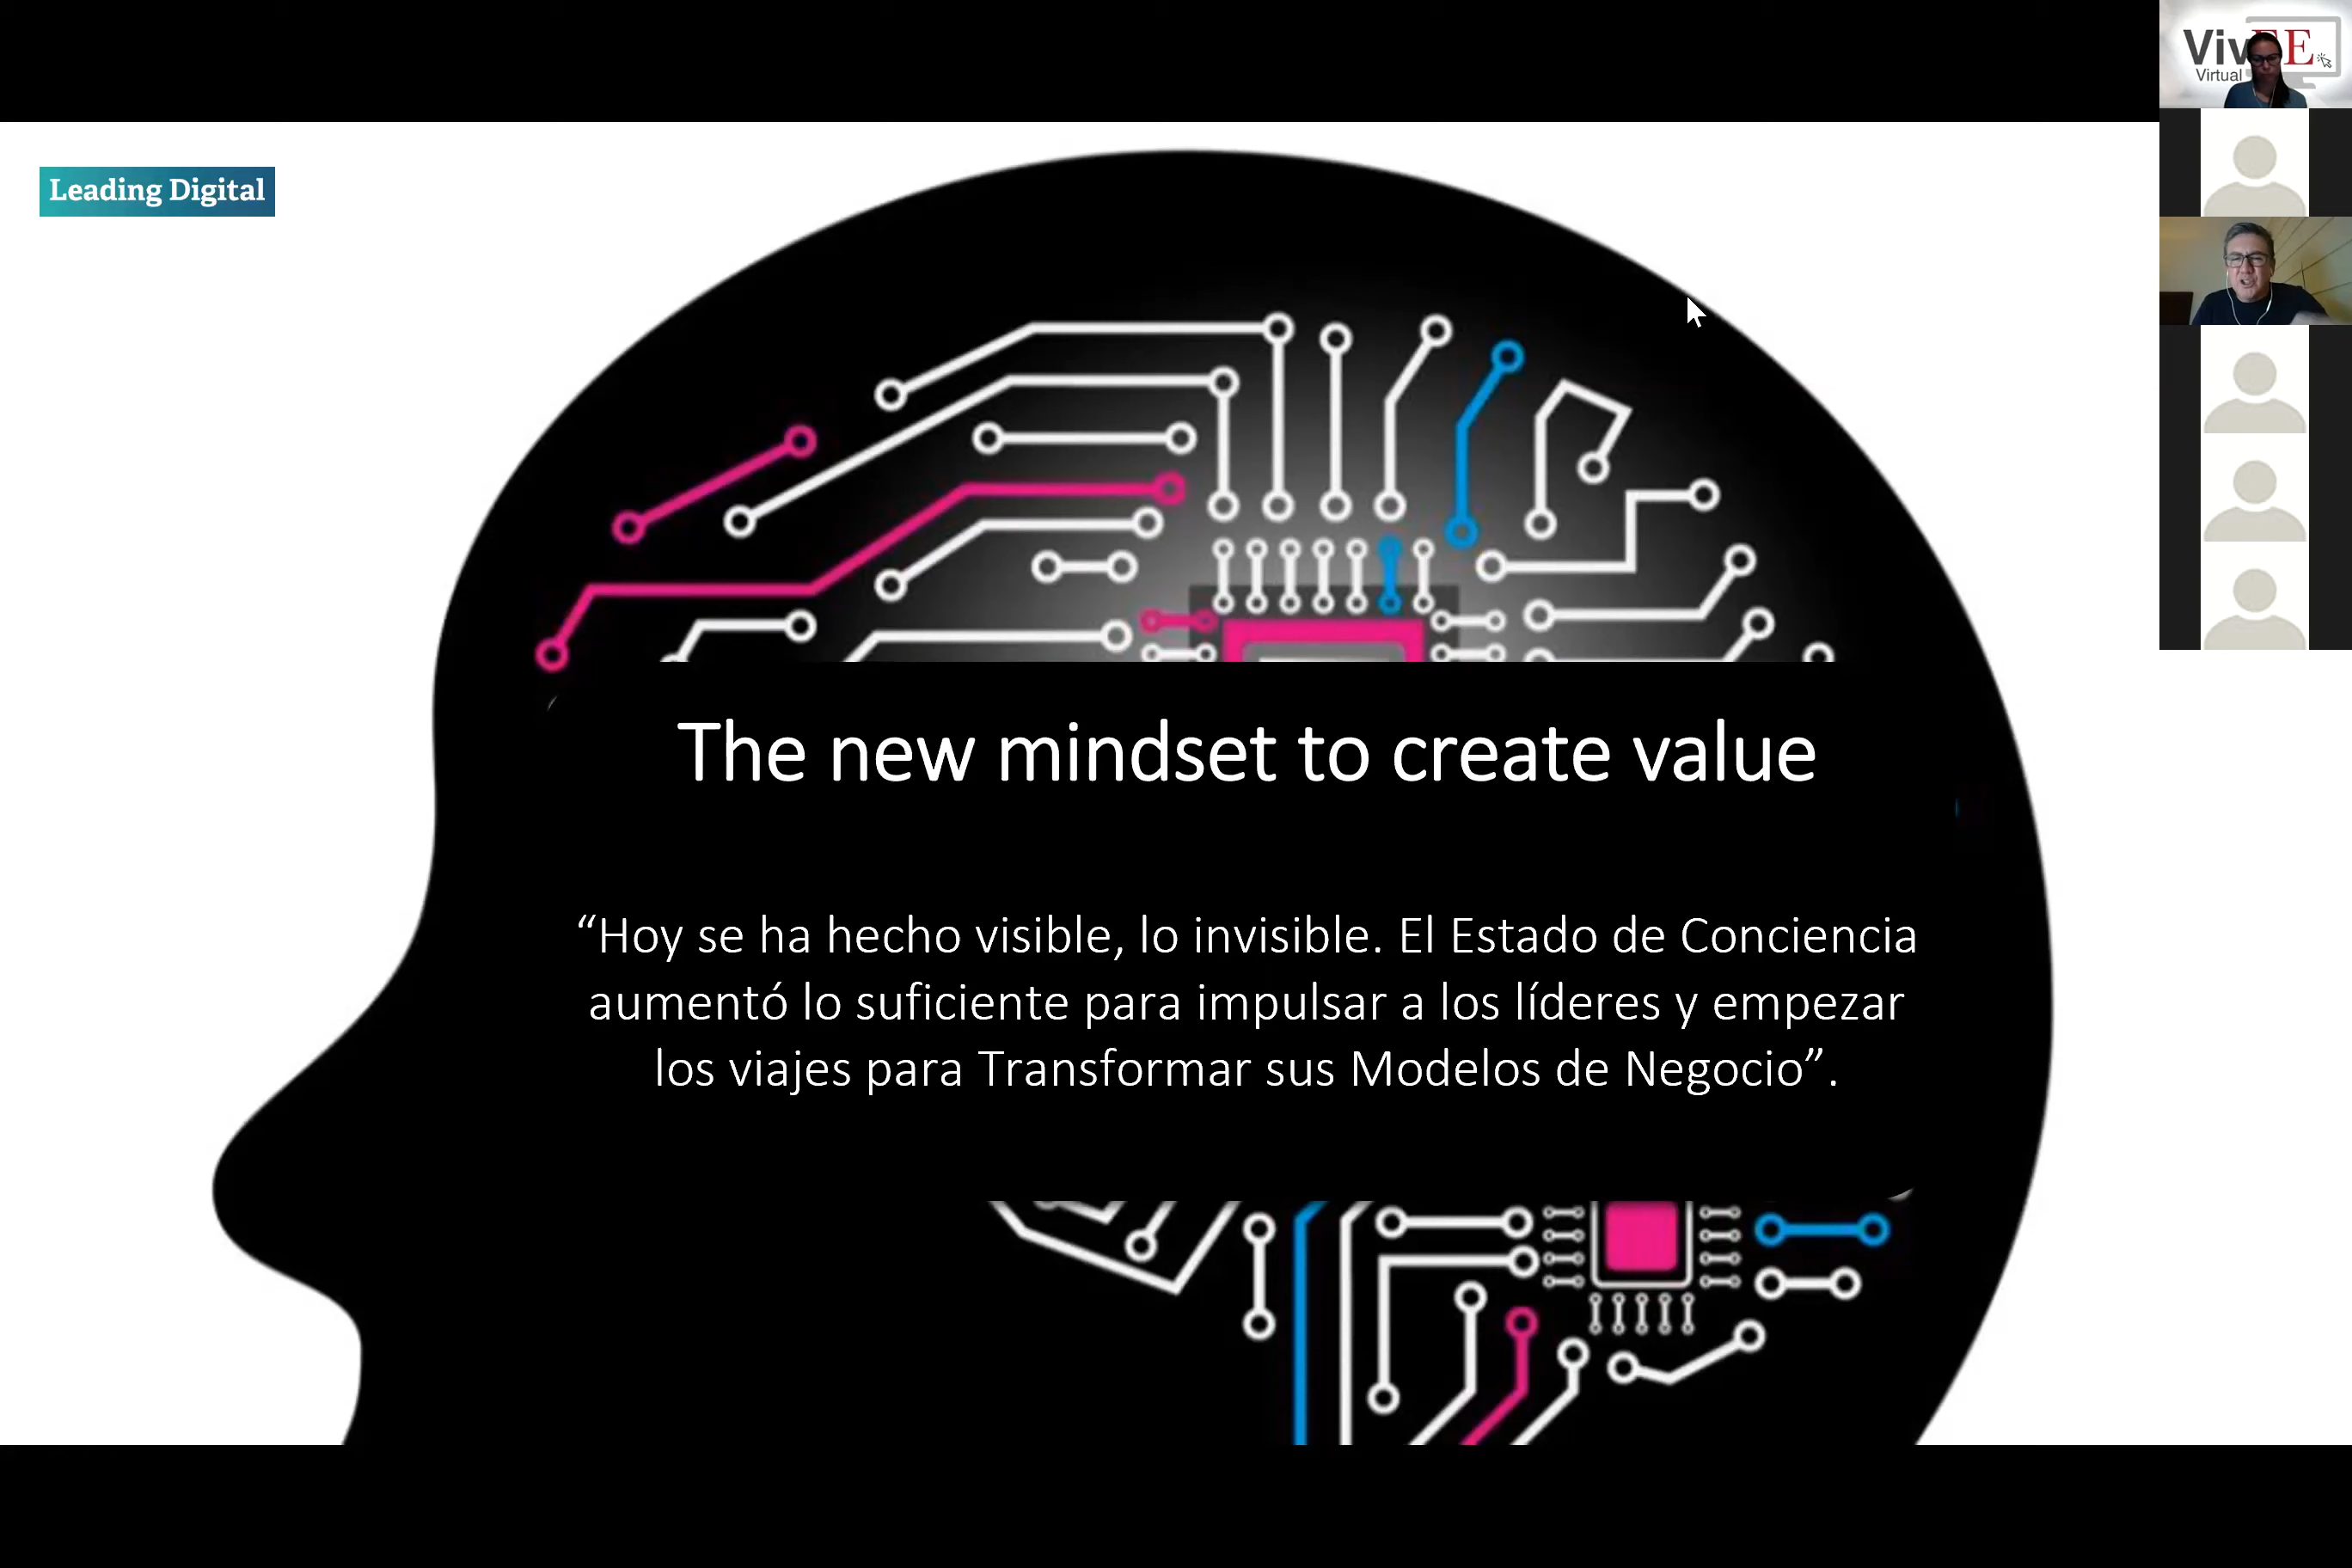 Leading Digital
The new mindset to create value
“Hoy se ha hecho visible, lo invisible. El Estado de Conciencia
aumentó lo suficiente para impulsar a los líderes y empezar
los viajes para Transformar sus Modelos de Negocio”.
Virtual